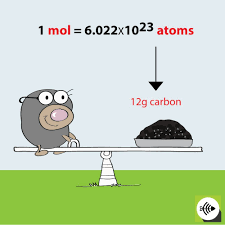 1 mol = 6.022x10²³ atoms
12g carbon